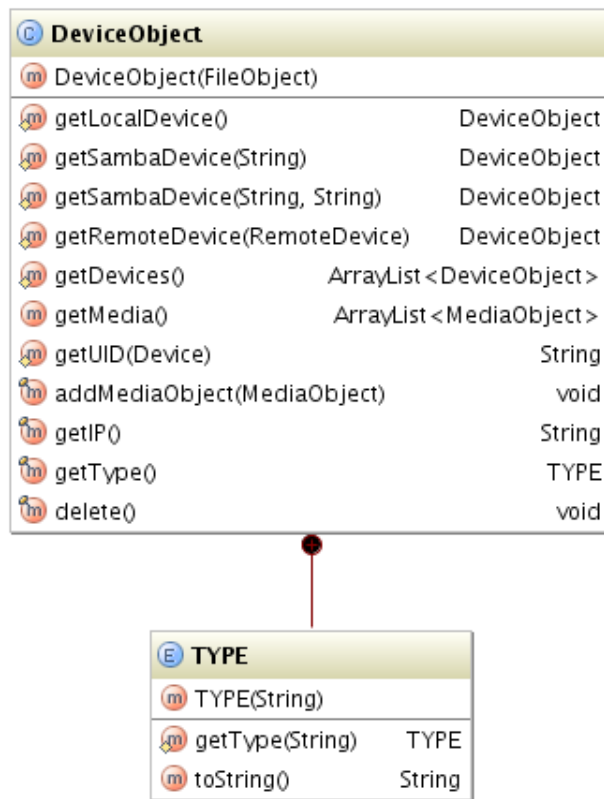 C DeviceObject
m DeviceObject(FileObject)
m getLocalDevice() DeviceObject
m getSambaDevice(String) DeviceObject
m getSambaDevice(String, String) DeviceObject
m getRemoteDevice(RemoteDevice) DeviceObject
m getDevices() ArrayList<DeviceObject>
m getMedia() ArrayList<MediaObject>
m getUID(Device) String
m addMediaObject(MediaObject) void
m getIP() String
m getType() TYPE
m delete() void
E TYPE
m TYPE(String)
m getType(String) TYPE
m toString() String